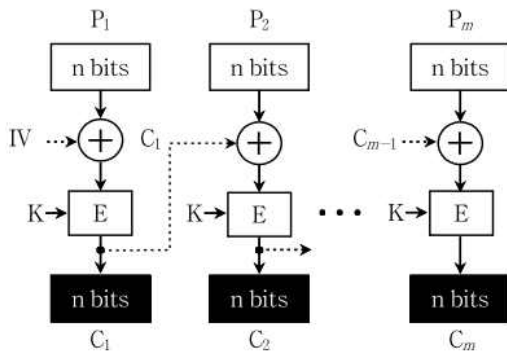 P1 P2 Pm
n bits n bits n bits
IV C1 Cm−1
K E K E K E
n bits n bits n bits
C1 C2 Cm